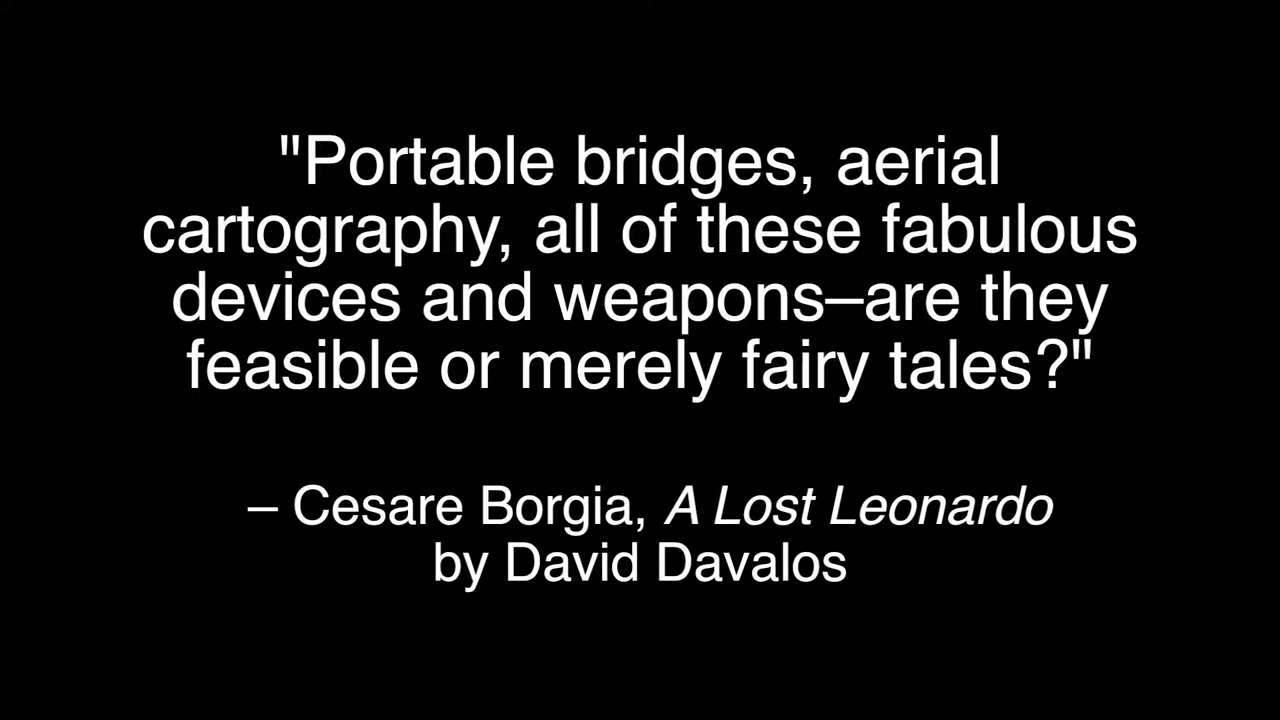 "Portable bridges, aerial
cartography, all of these fabulous
devices and weapons–are they
feasible or merely fairy tales?"
– Cesare Borgia, A Lost Leonardo
by David Davalos